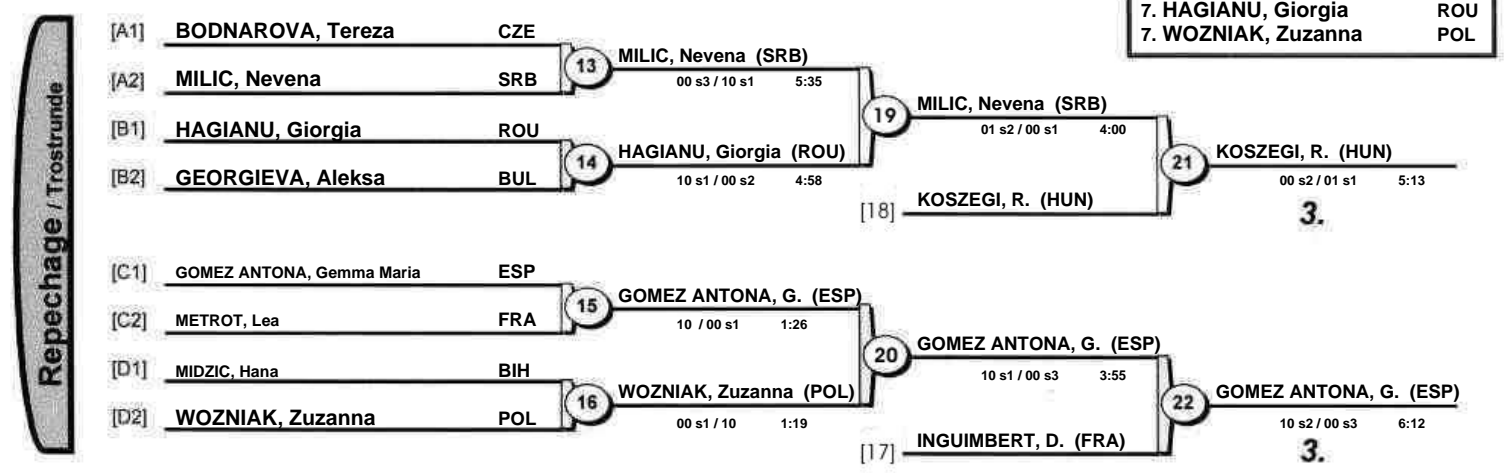 7. HAGIANU, Giorgia ROU
7. WOZNIAK, Zuzanna POL
Repechage / Trostrunde
[A1] BODNAROVA, Tereza CZE
[A2] MILIC, Nevena SRB
13
MILIC, Nevena (SRB)
00 s3 / 10 s1 5:35
[B1] HAGIANU, Giorgia ROU
[B2] GEORGIEVA, Aleksa BUL
14
HAGIANU, Giorgia (ROU)
10 s1 / 00 s2 4:58
19
MILIC, Nevena (SRB)
01 s2 / 00 s1 4:00
[18] KOSZEGI, R. (HUN)
21
KOSZEGI, R. (HUN)
00 s2 / 01 s1 5:13
3.
[C1] GOMEZ ANTONA, Gemma Maria ESP
[C2] METROT, Lea FRA
15
GOMEZ ANTONA, G. (ESP)
10 / 00 s1 1:26
[D1] MIDZIC, Hana BIH
[D2] WOZNIAK, Zuzanna POL
16
WOZNIAK, Zuzanna (POL)
00 s1 / 10 1:19
20
GOMEZ ANTONA, G. (ESP)
10 s1 / 00 s3 3:55
[17] INGUIMBERT, D. (FRA)
22
GOMEZ ANTONA, G. (ESP)
10 s2 / 00 s3 6:12
3.